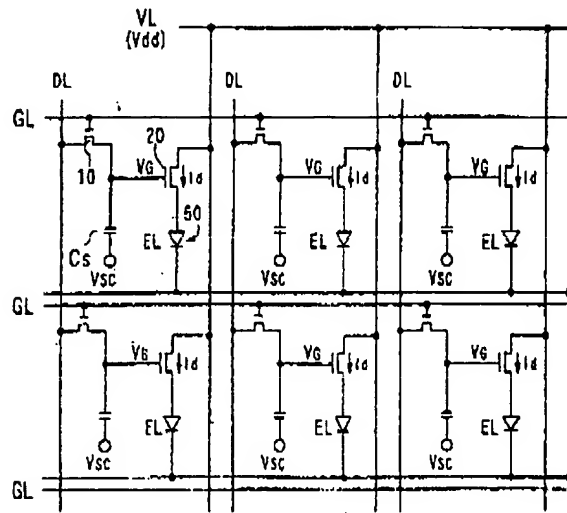 VL
(Vdd)
DL DL DL
GL
20
10 VG Id VG Id VG Id
50
Cs EL EL EL
Vsc Vsc Vsc
GL
VG Id VG Id VG Id
EL EL EL
Vsc Vsc Vsc
GL